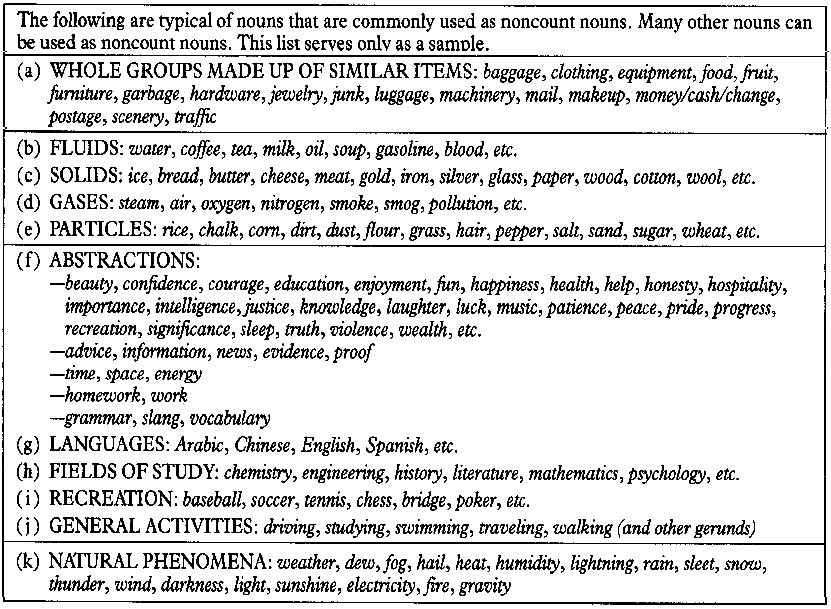 The following are typical of nouns that are commonly used as noncount nouns. Many other nouns can
be used as noncount nouns. This list serves only as a sample.
(a) WHOLE GROUPS MADE UP OF SIMILAR ITEMS: baggage, clothing, equipment, food, fruit,
furniture, garbage, hardware, jewelry, junk, luggage, machinery, mail, makeup, money/cash/change,
postage, scenery, traffic
(b) FLUIDS: water, coffee, tea, milk, oil, soup, gasoline, blood, etc.
(c) SOLIDS: ice, bread, butter, cheese, meat, gold, iron, silver, glass, paper, wood, cotton, wool, etc.
(d) GASES: steam, air, oxygen, nitrogen, smoke, smog, pollution, etc.
(e) PARTICLES: rice, chalk, corn, dirt, dust, flour, grass, hair, pepper, salt, sand, sugar, wheat, etc.
(f) ABSTRACTIONS:
—beauty, confidence, courage, education, enjoyment, fun, happiness, health, help, honesty, hospitality,
importance, intelligence, justice, knowledge, laughter, luck, music, patience, peace, pride, progress,
recreation, significance, sleep, truth, violence, wealth, etc.
—advice, information, news, evidence, proof
—time, space, energy
—homework, work
—grammar, slang, vocabulary
(g) LANGUAGES: Arabic, Chinese, English, Spanish, etc.
(h) FIELDS OF STUDY: chemistry, engineering, history, literature, mathematics, psychology, etc.
(i) RECREATION: baseball, soccer, tennis, chess, bridge, poker, etc.
(j) GENERAL ACTIVITIES: driving, studying, swimming, traveling, walking (and other gerunds)
(k) NATURAL PHENOMENA: weather, dew, fog, hail, heat, humidity, lightning, rain, sleet, snow,
thunder, wind, darkness, light, sunshine, electricity, fire, gravity